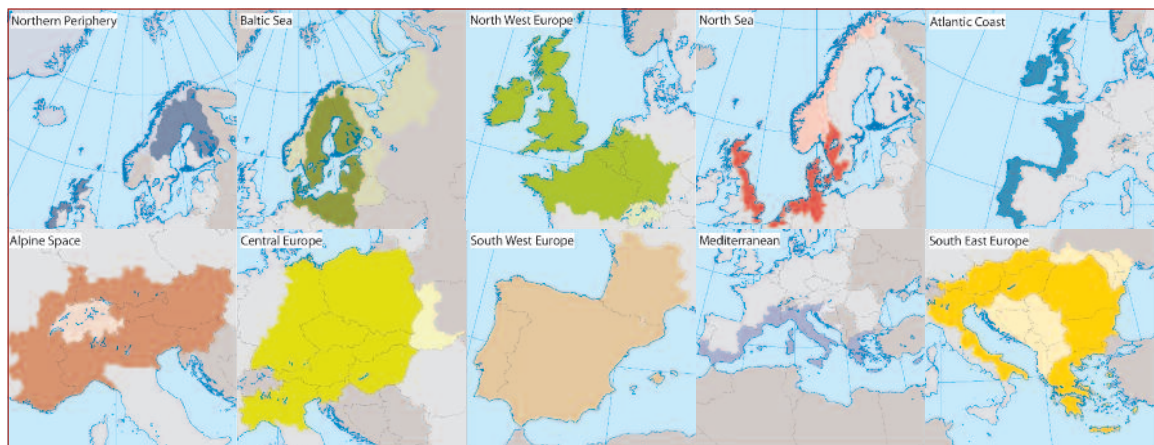 Northern Periphery
Baltic Sea
North West Europe
North Sea
Atlantic Coast
Alpine Space
Central Europe
South West Europe
Mediterranean
South East Europe